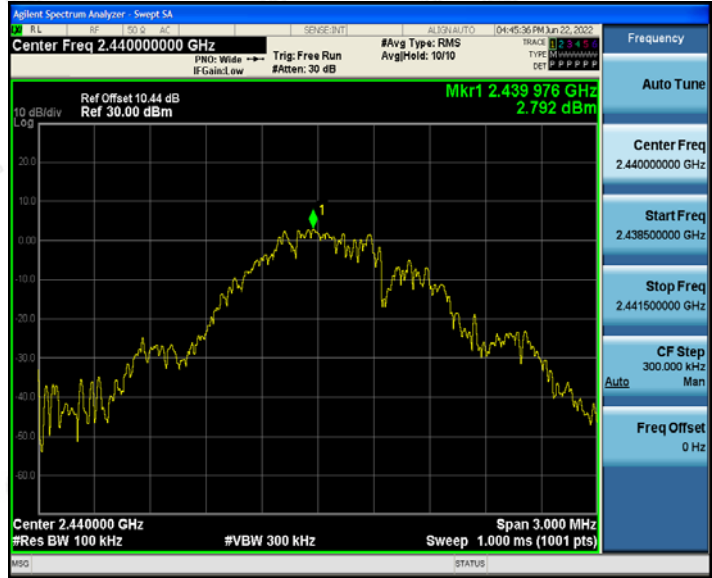 Agilent Spectrum Analyzer - Swept SA
RL RF 50 Ω AC SENSE:INT ALIGN AUTO 04:45:36 PM Jun 22, 2022
Center Freq 2.440000000 GHz
PNO: Wide
IFGain:Low
Trig: Free Run
#Atten: 30 dB
#Avg Type: RMS
Avg|Hold: 10/10
TRACE 1 2 3 4 5 6
TYPE M W W W W W
DET P P P P P P
Ref Offset 10.44 dB
10 dB/div Ref 30.00 dBm
Log
Mkr1 2.439 976 GHz
2.792 dBm
20.0
10.0
0.00
-10.0
-20.0
-30.0
-40.0
-50.0
-60.0
1
Center 2.440000 GHz
Span 3.000 MHz
#Res BW 100 kHz
#VBW 300 kHz
Sweep 1.000 ms (1001 pts)
MSG
STATUS
Frequency
Auto Tune
Center Freq
2.440000000 GHz
Start Freq
2.438500000 GHz
Stop Freq
2.441500000 GHz
CF Step
300.000 kHz
Auto Man
Freq Offset
0 Hz